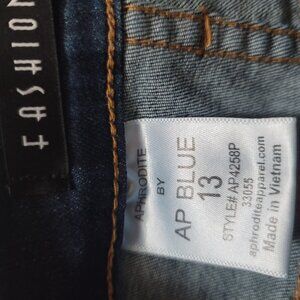 FASHION
APHRODITE
BY
AP BLUE
13
STYLE# AP4258P
33055
aphroditeapparel.com
Made in Vietnam